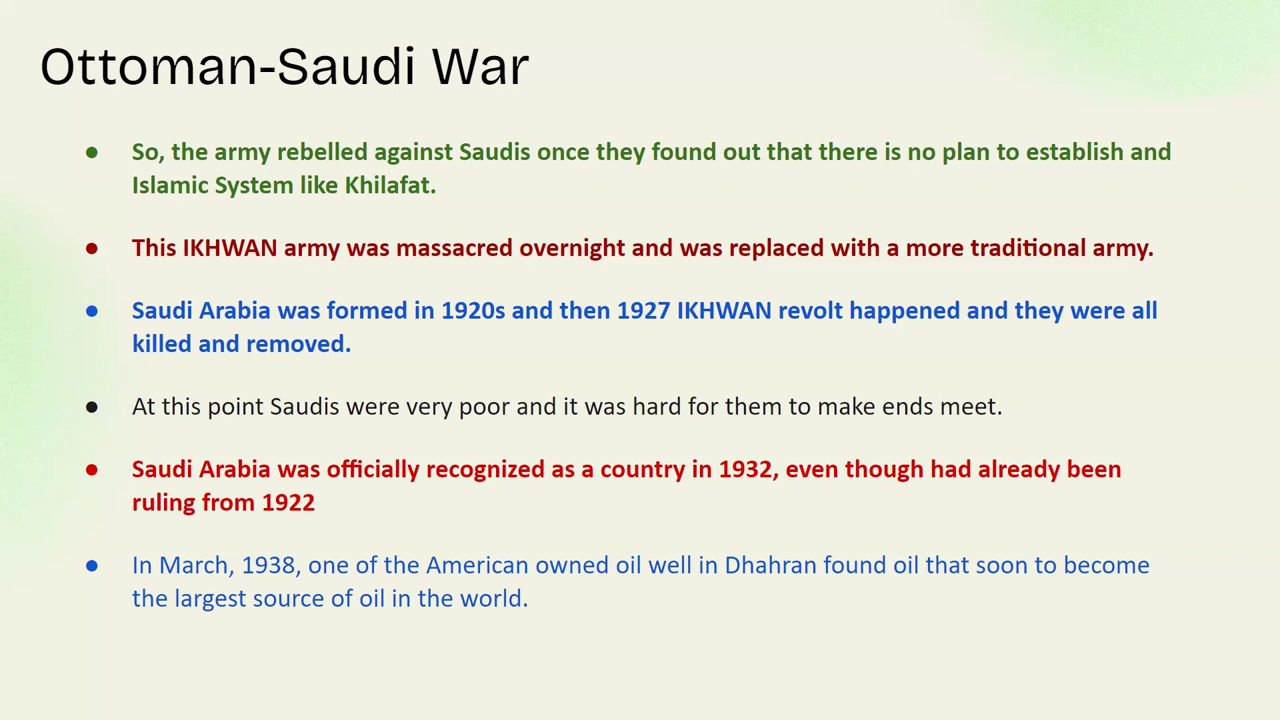 Ottoman-Saudi War
● So, the army rebelled against Saudis once they found out that there is no plan to establish and
Islamic System like Khilafat.
● This IKHWAN army was massacred overnight and was replaced with a more traditional army.
● Saudi Arabia was formed in 1920s and then 1927 IKHWAN revolt happened and they were all
killed and removed.
● At this point Saudis were very poor and it was hard for them to make ends meet.
● Saudi Arabia was officially recognized as a country in 1932, even though had already been
ruling from 1922
● In March, 1938, one of the American owned oil well in Dhahran found oil that soon to become
the largest source of oil in the world.